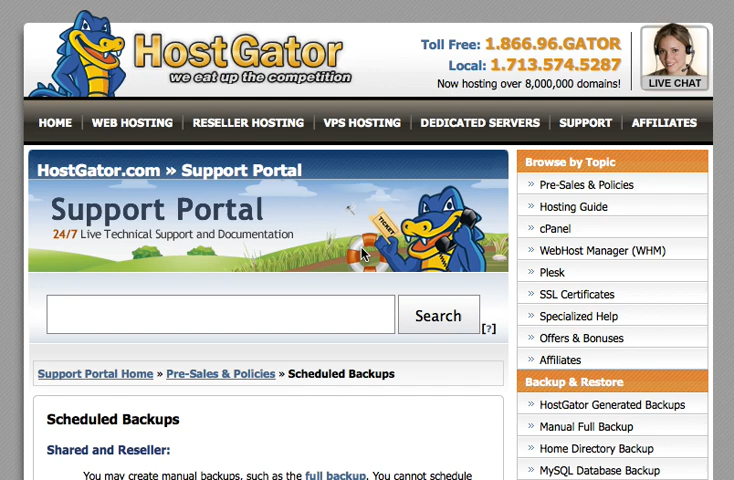 HostGator
we eat up the competition
Toll Free: 1.866.96.GATOR
Local: 1.713.574.5287
Now hosting over 8,000,000 domains!
LIVE CHAT
HOME
WEB HOSTING
RESELLER HOSTING
VPS HOSTING
DEDICATED SERVERS
SUPPORT
AFFILIATES
HostGator.com » Support Portal
Support Portal
24/7 Live Technical Support and Documentation
TICKET
Search
[?]
Support Portal Home » Pre-Sales & Policies » Scheduled Backups
Scheduled Backups
Shared and Reseller:
You may create manual backups, such as the full backup. You cannot schedule
Browse by Topic
» Pre-Sales & Policies
» Hosting Guide
» cPanel
» WebHost Manager (WHM)
» Plesk
» SSL Certificates
» Specialized Help
» Offers & Bonuses
» Affiliates
Backup & Restore
» HostGator Generated Backups
» Manual Full Backup
» Home Directory Backup
» MySQL Database Backup